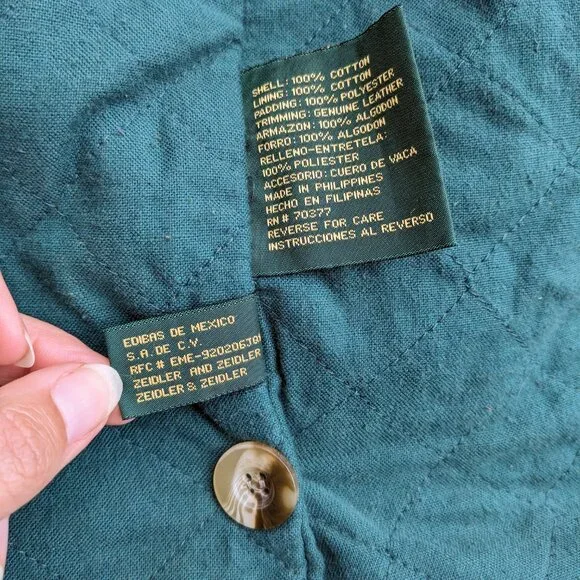 SHELL: 100% COTTON
LINING: 100% COTTON
PADDING: 100% POLYESTER
TRIMMING: GENUINE LEATHER
ARMAZON: 100% ALGODON
FORRO: 100% ALGODON
RELLENO-ENTRETELA:
100% POLIESTER
ACCESORIO: CUERO DE VACA
MADE IN PHILIPPINES
HECHO EN FILIPINAS
RN # 70377
REVERSE FOR CARE
INSTRUCCIONES AL REVERSO
EDIBAS DE MEXICO
S.A. DE C.V.
RFC #
ZEIDLER AND ZEIDLER
ZEIDLER & ZEIDLER